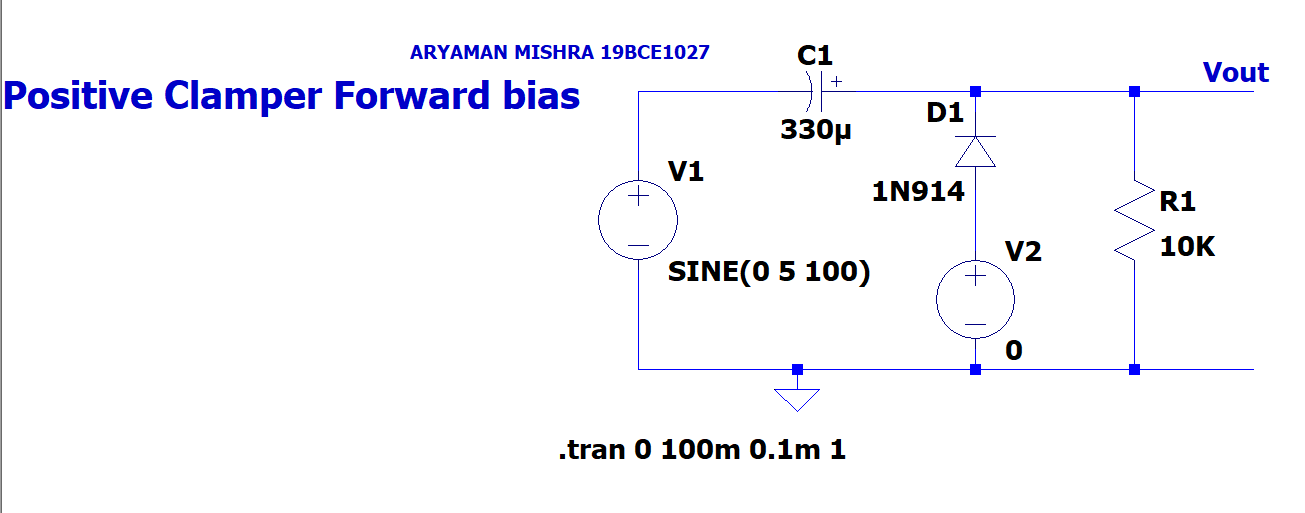 ARYAMAN MISHRA 19BCE1027
Positive Clamper Forward bias
C1
+
330µ
Vout
D1
1N914
V1
+
SINE(0 5 100)
V2
+
0
R1
10K
.tran 0 100m 0.1m 1